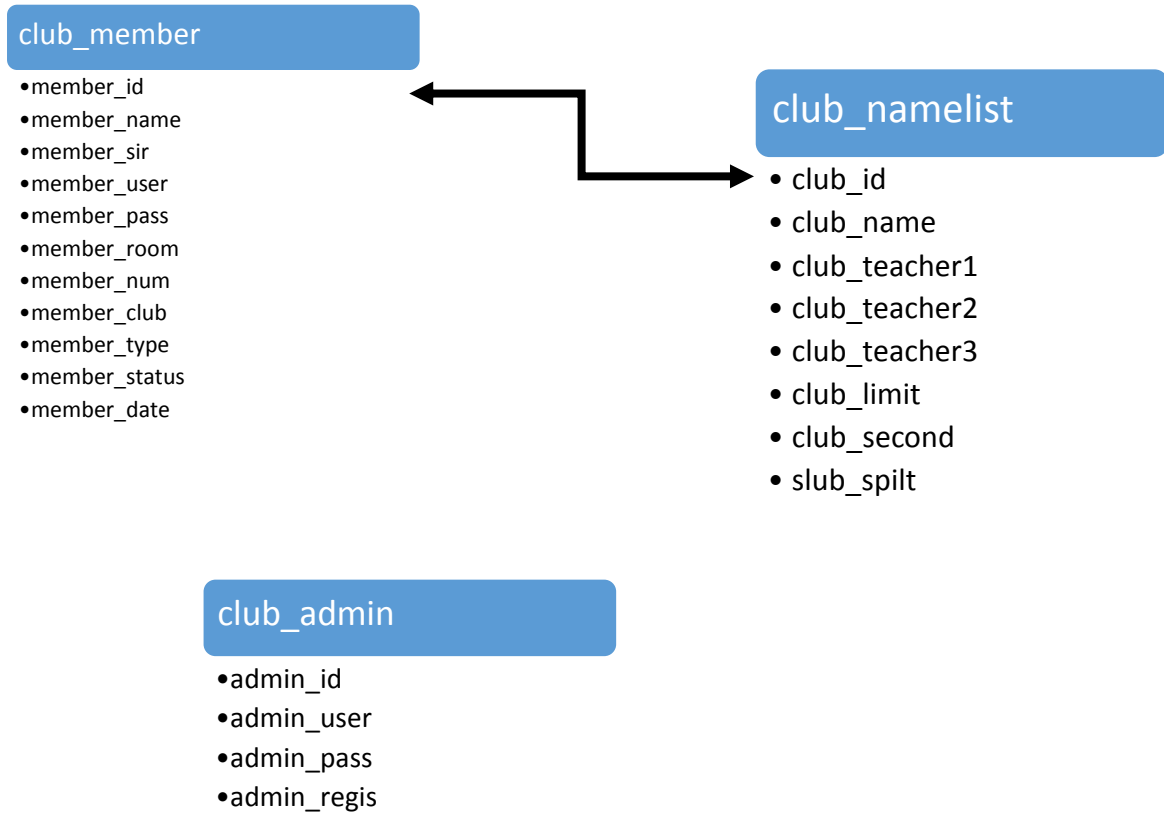 club_member
•member_id
•member_name
•member_sir
•member_user
•member_pass
•member_room
•member_num
•member_club
•member_type
•member_status
•member_date
club_namelist
• club_id
• club_name
• club_teacher1
• club_teacher2
• club_teacher3
• club_limit
• club_second
• slub_spilt
club_admin
•admin_id
•admin_user
•admin_pass
•admin_regis